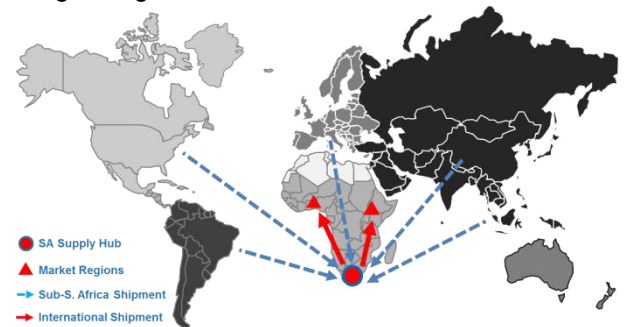 SA Supply Hub
Market Regions
Sub-S. Africa Shipment
International Shipment